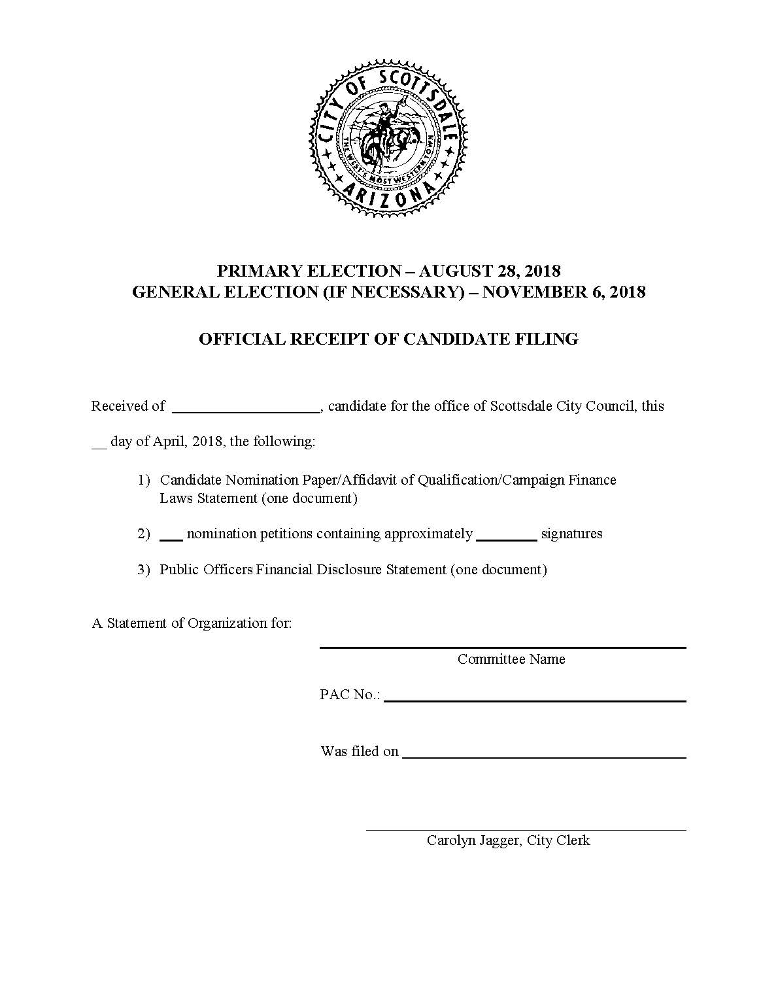 CITY OF SCOTTSDALE
THE WEST'S MOST WESTERN TOWN
ARIZONA
PRIMARY ELECTION – AUGUST 28, 2018
GENERAL ELECTION (IF NECESSARY) – NOVEMBER 6, 2018
OFFICIAL RECEIPT OF CANDIDATE FILING
Received of ____________________, candidate for the office of Scottsdale City Council, this
__ day of April, 2018, the following:
1) Candidate Nomination Paper/Affidavit of Qualification/Campaign Finance
Laws Statement (one document)
2) ___ nomination petitions containing approximately ________ signatures
3) Public Officers Financial Disclosure Statement (one document)
A Statement of Organization for:
Committee Name
PAC No.: ____________________
Was filed on ____________________
Carolyn Jagger, City Clerk